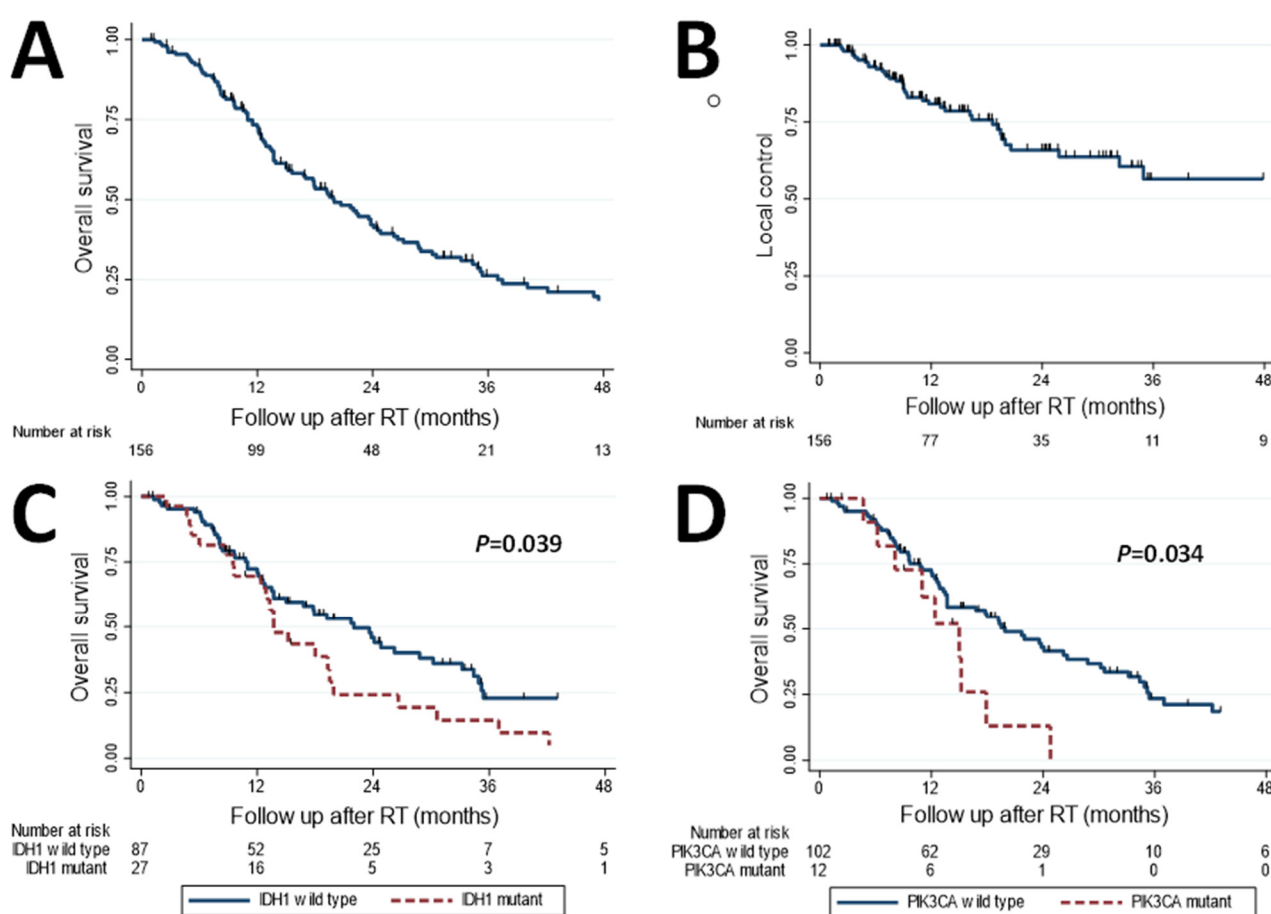 A
Overall survival
1.00
0.75
0.50
0.25
0.00
0 12 24 36 48
Follow up after RT (months)
Number at risk
156 99 48 21 13
B
Local control
1.00
0.75
0.50
0.25
0.00
0 12 24 36 48
Follow up after RT (months)
Number at risk
156 77 35 11 9
C
P=0.039
Overall survival
1.00
0.75
0.50
0.25
0.00
0 12 24 36 48
Follow up after RT (months)
Number at risk
IDH1 wild type 87 52 25 7 5
IDH1 mutant 27 16 5 3 1
IDH1 wild type IDH1 mutant
D
P=0.034
Overall survival
1.00
0.75
0.50
0.25
0.00
0 12 24 36 48
Follow up after RT (months)
Number at risk
PIK3CA wild type 102 62 29 10 6
PIK3CA mutant 12 6 1 0 0
PIK3CA wild type PIK3CA mutant